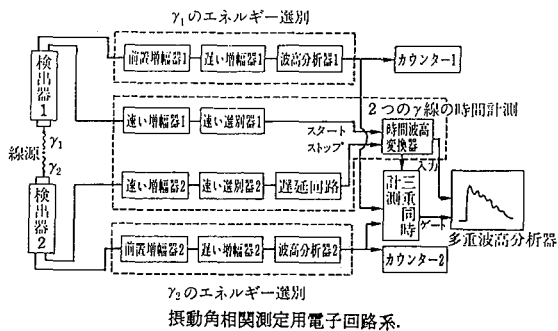 γ₁のエネルギー選別
検出器1
前置増幅器1
遅い増幅器1
波高分析器1
カウンター1
2つのγ線の時間計測
速い増幅器1
速い選別器1
スタート
ストップ
時間波高変換器
γ₁
線源
γ₂
入力
速い増幅器2
速い選別器2
遅延回路
三重同時計測
ゲート
多重波高分析器
検出器2
前置増幅器2
遅い増幅器2
波高分析器2
カウンター2
γ₂のエネルギー選別
摂動角相関測定用電子回路系.